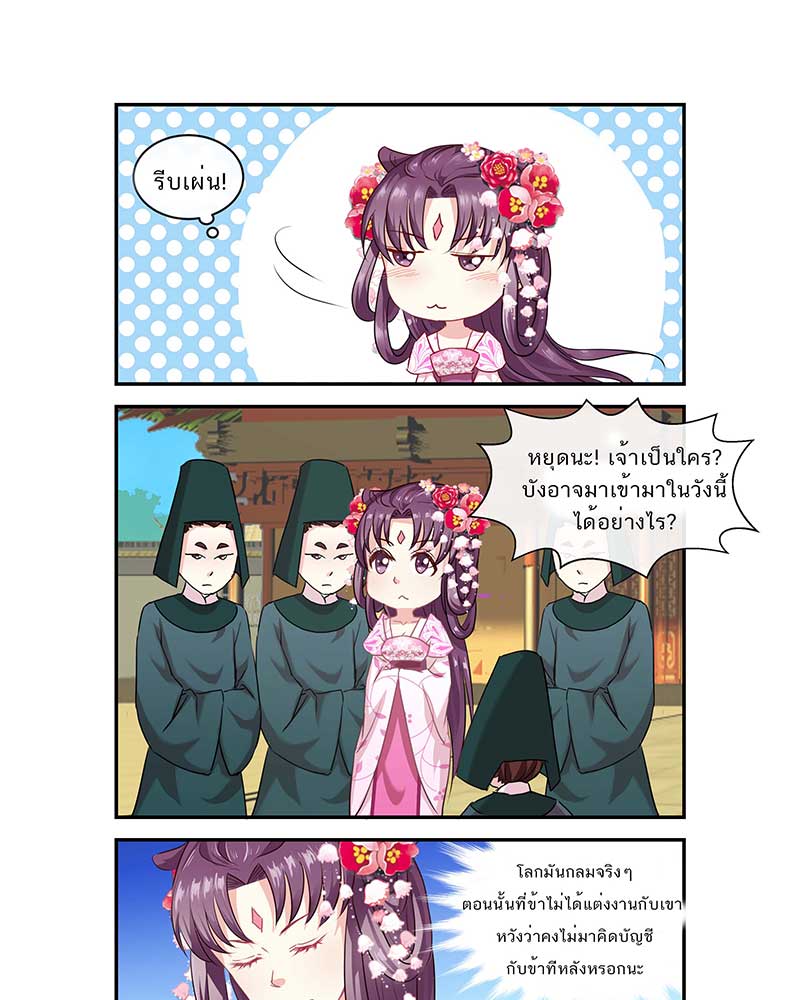 รีบเผ่น!
หยุดนะ! เจ้าเป็นใคร?
บังอาจมาเข้ามาในวังนี้
ได้อย่างไร?
โลกมันกลมจริงๆ
ตอนนั้นที่ข้าไม่ได้แต่งงานกับเขา
หวังว่าคงไม่มาคิดบัญชี
กับข้าทีหลังหรอกนะ